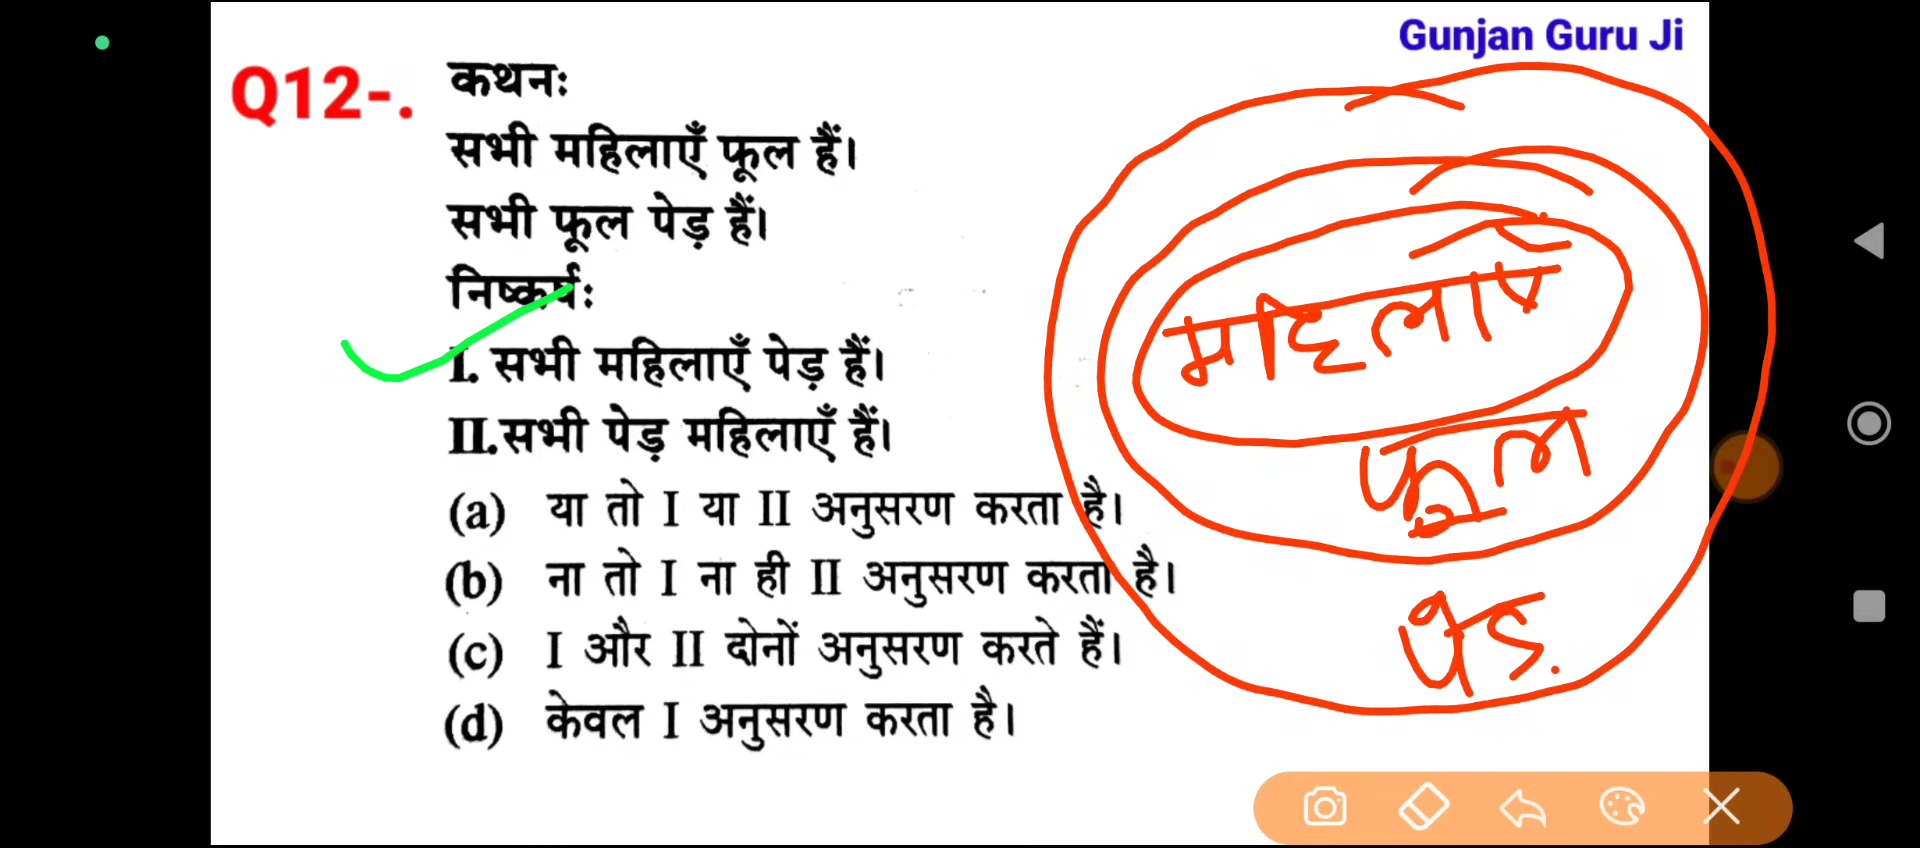 Gunjan Guru Ji
Q12-. कथनः
सभी महिलाएँ फूल हैं।
सभी फूल पेड़ हैं।
निष्कर्षः
I. सभी महिलाएँ पेड़ हैं।
II.सभी पेड़ महिलाएँ हैं।
(a) या तो I या II अनुसरण करता है।
(b) ना तो I ना ही II अनुसरण करता है।
(c) I और II दोनों अनुसरण करते हैं।
(d) केवल I अनुसरण करता है।
महिलाएँ
फूल
पेड़